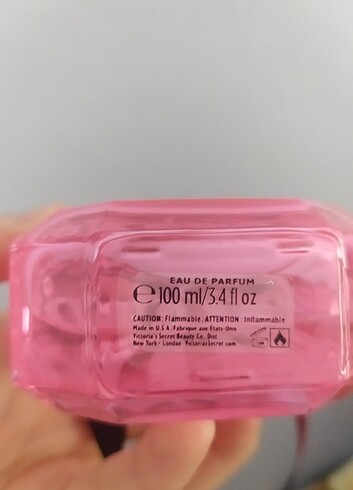 EAU DE PARFUM
℮100 ml/3.4 fl oz
CAUTION: Flammable, ATTENTION: Inflammable
Made in U.S.A. Fabriqué aux États-Unis
Victoria's Secret Beauty Co., Dist
New York - London VictoriasSecret.com